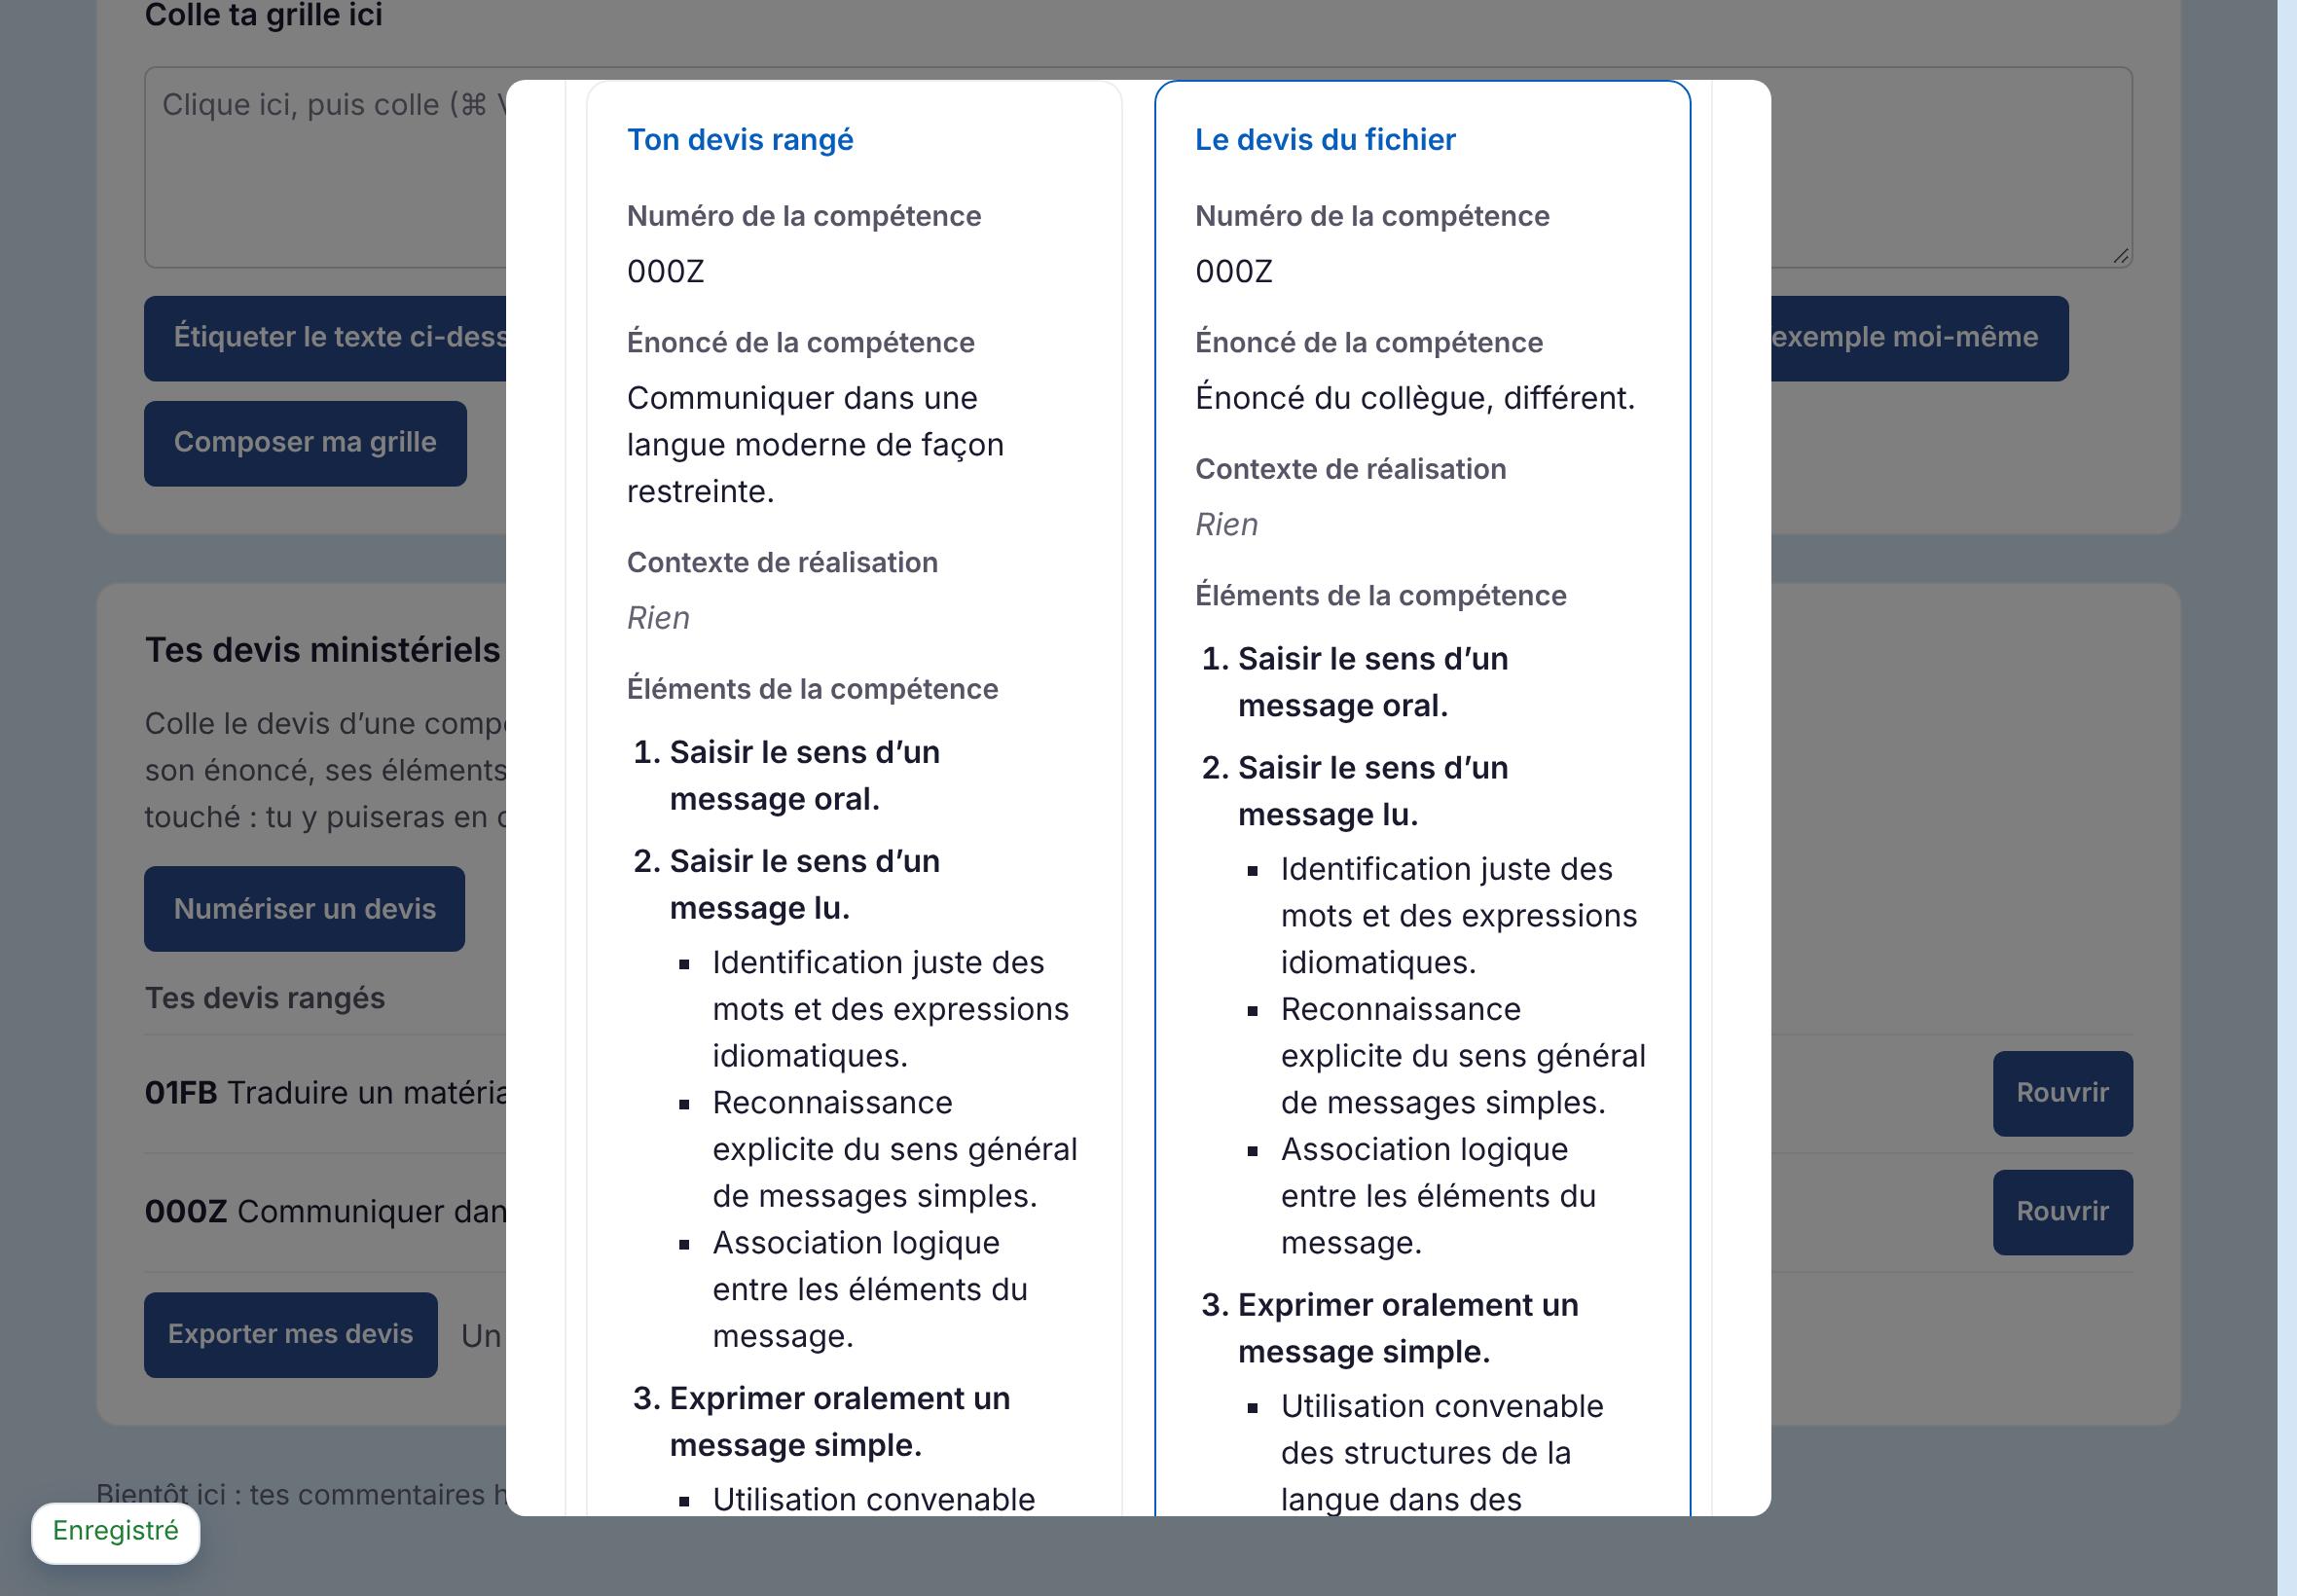 Colle ta grille ici
Clique ici, puis colle (⌘
Étiqueter le texte ci-dess
exemple moi-même
Composer ma grille
Tes devis ministériels
Colle le devis d’une comp
son énoncé, ses éléments
touché : tu y puiseras en
Numériser un devis
Tes devis rangés
01FB Traduire un matéria
Rouvrir
000Z Communiquer dan
Rouvrir
Exporter mes devis
Un
Bientôt ici : tes commentaires
Enregistré
Ton devis rangé
Numéro de la compétence
000Z
Énoncé de la compétence
Communiquer dans une
langue moderne de façon
restreinte.
Contexte de réalisation
Rien
Éléments de la compétence
1. Saisir le sens d’un
message oral.
2. Saisir le sens d’un
message lu.
▪ Identification juste des
mots et des expressions
idiomatiques.
▪ Reconnaissance
explicite du sens général
de messages simples.
▪ Association logique
entre les éléments du
message.
3. Exprimer oralement un
message simple.
▪ Utilisation convenable
Le devis du fichier
Numéro de la compétence
000Z
Énoncé de la compétence
Énoncé du collègue, différent.
Contexte de réalisation
Rien
Éléments de la compétence
1. Saisir le sens d’un
message oral.
2. Saisir le sens d’un
message lu.
▪ Identification juste des
mots et des expressions
idiomatiques.
▪ Reconnaissance
explicite du sens général
de messages simples.
▪ Association logique
entre les éléments du
message.
3. Exprimer oralement un
message simple.
▪ Utilisation convenable
des structures de la
langue dans des